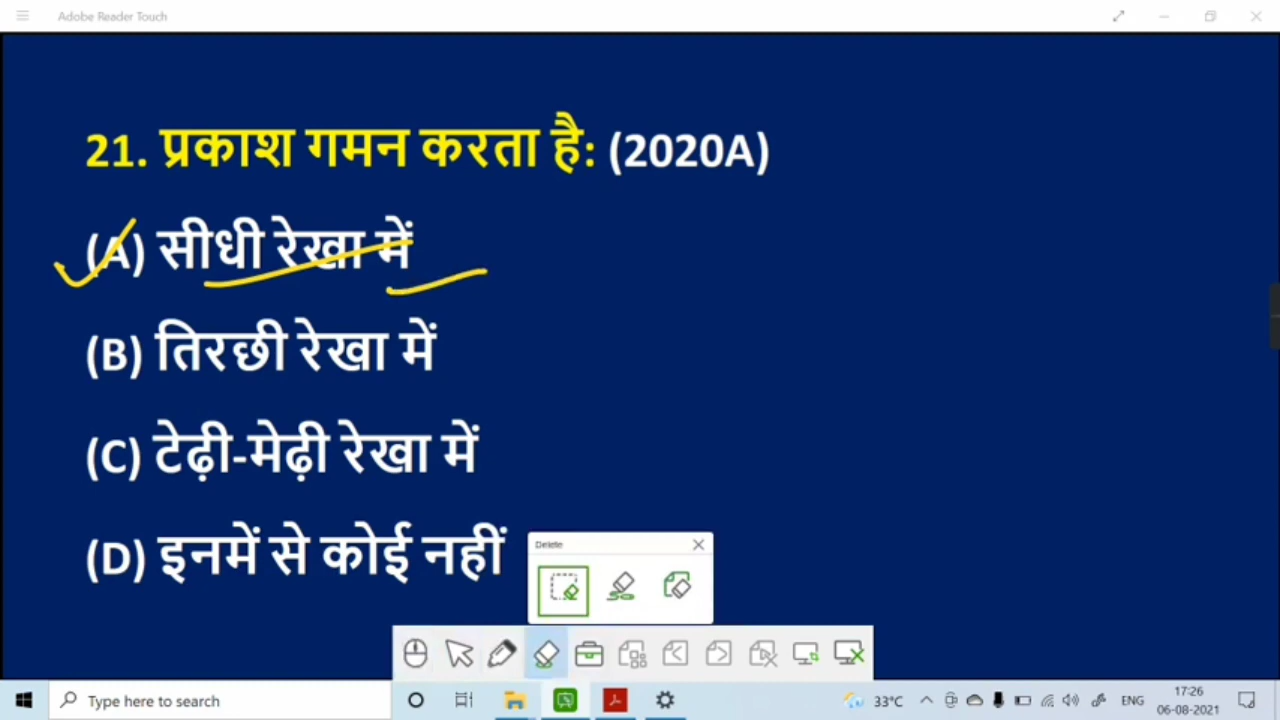 Adobe Reader Touch
21. प्रकाश गमन करता है: (2020A)
(A) सीधी रेखा में
(B) तिरछी रेखा में
(C) टेढ़ी-मेढ़ी रेखा में
(D) इनमें से कोई नहीं
Delete
Type here to search
33°C
ENG
17:26
06-08-2021